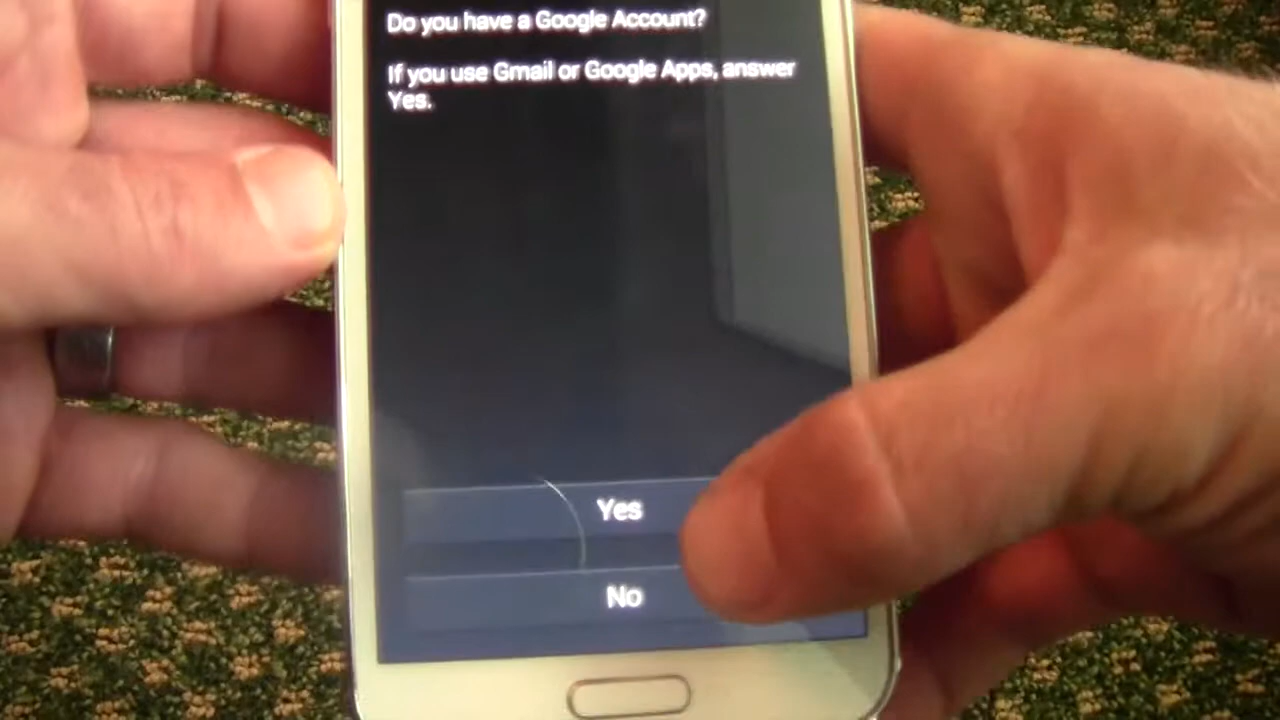 Do you have a Google Account?
If you use Gmail or Google Apps, answer
Yes.
Yes
No